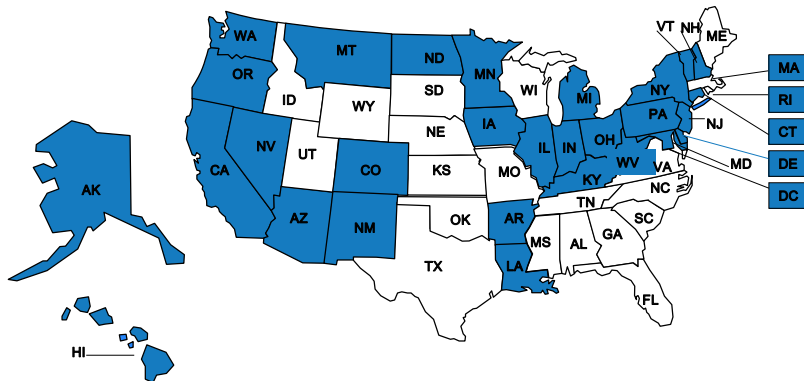 VT NH ME
WA
MT
ND
MN
MA
OR
ID
WY
SD
WI
MI
NY
RI
NE
IA
PA
NJ
CT
NV
UT
CO
KS
MO
IL
IN
OH
WV
VA
MD
DE
CA
KY
DC
AK
AZ
NM
OK
AR
TN
NC
SC
TX
LA
MS
AL
GA
FL
HI